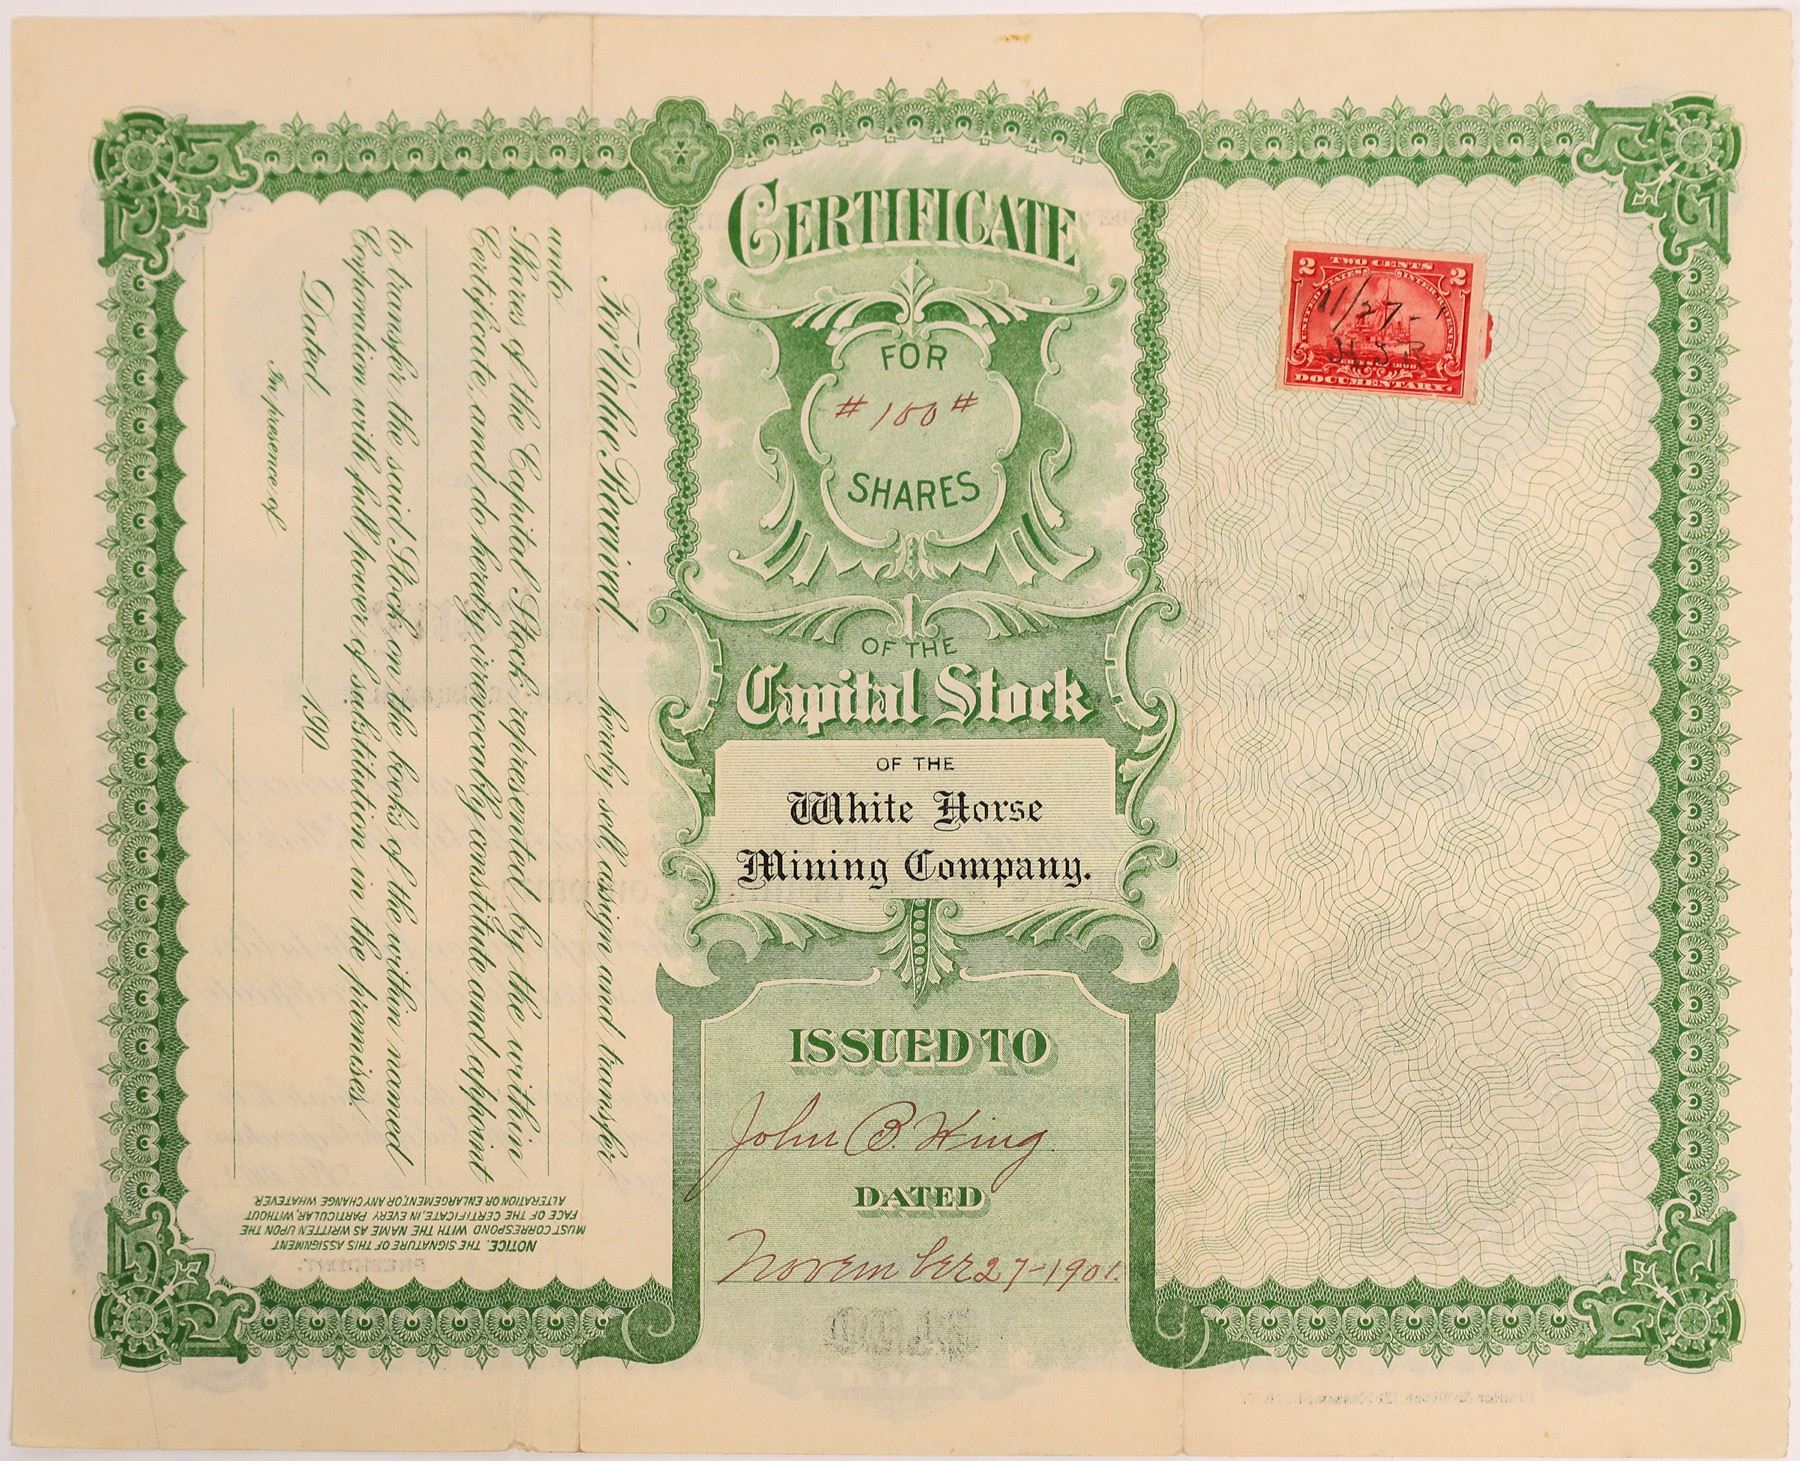 CERTIFICATE
FOR
# 100 #
SHARES
OF THE
Capital Stock
OF THE
White Horse
Mining Company.
ISSUED TO
John B. King
DATED
November 27-1901.
2 TWO CENTS 2
UNITED STATES INTER. REVENUE
11/27-
DOCUMENTARY.
For Value Received, hereby sell, assign and transfer
unto
Shares of the Capital Stock represented by the within
Certificate, and do hereby irrevocably constitute and appoint
to transfer the said Stock on the books of the within named
Corporation with full power of substitution in the premises.
Dated 190
In presence of
NOTICE. THE SIGNATURE OF THIS ASSIGNMENT
MUST CORRESPOND WITH THE NAME AS WRITTEN UPON THE
FACE OF THE CERTIFICATE, IN EVERY PARTICULAR, WITHOUT
ALTERATION OR ENLARGEMENT, OR ANY CHANGE WHATEVER.